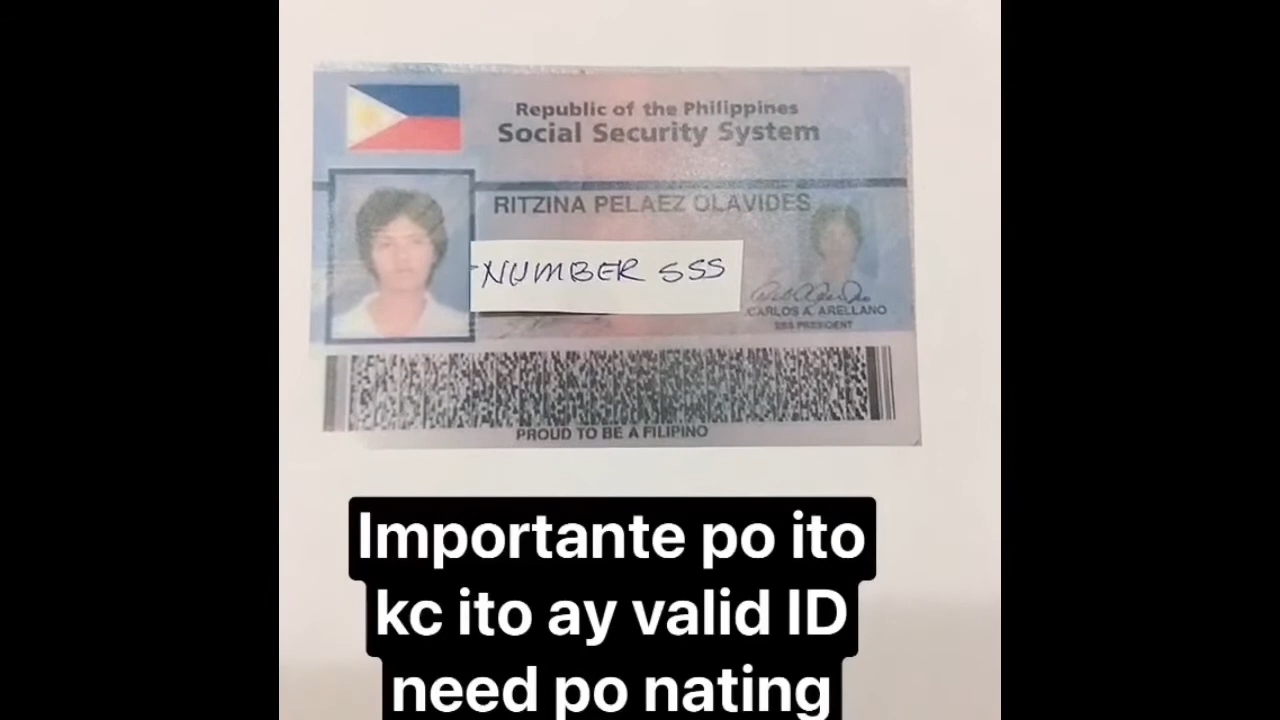 Republic of the Philippines
Social Security System
RITZINA PELAEZ OLAVIDES
NUMBER SSS
CARLOS A. ARELLANO
SSS PRESIDENT
PROUD TO BE A FILIPINO
Importante po ito
kc ito ay valid ID
need po nating